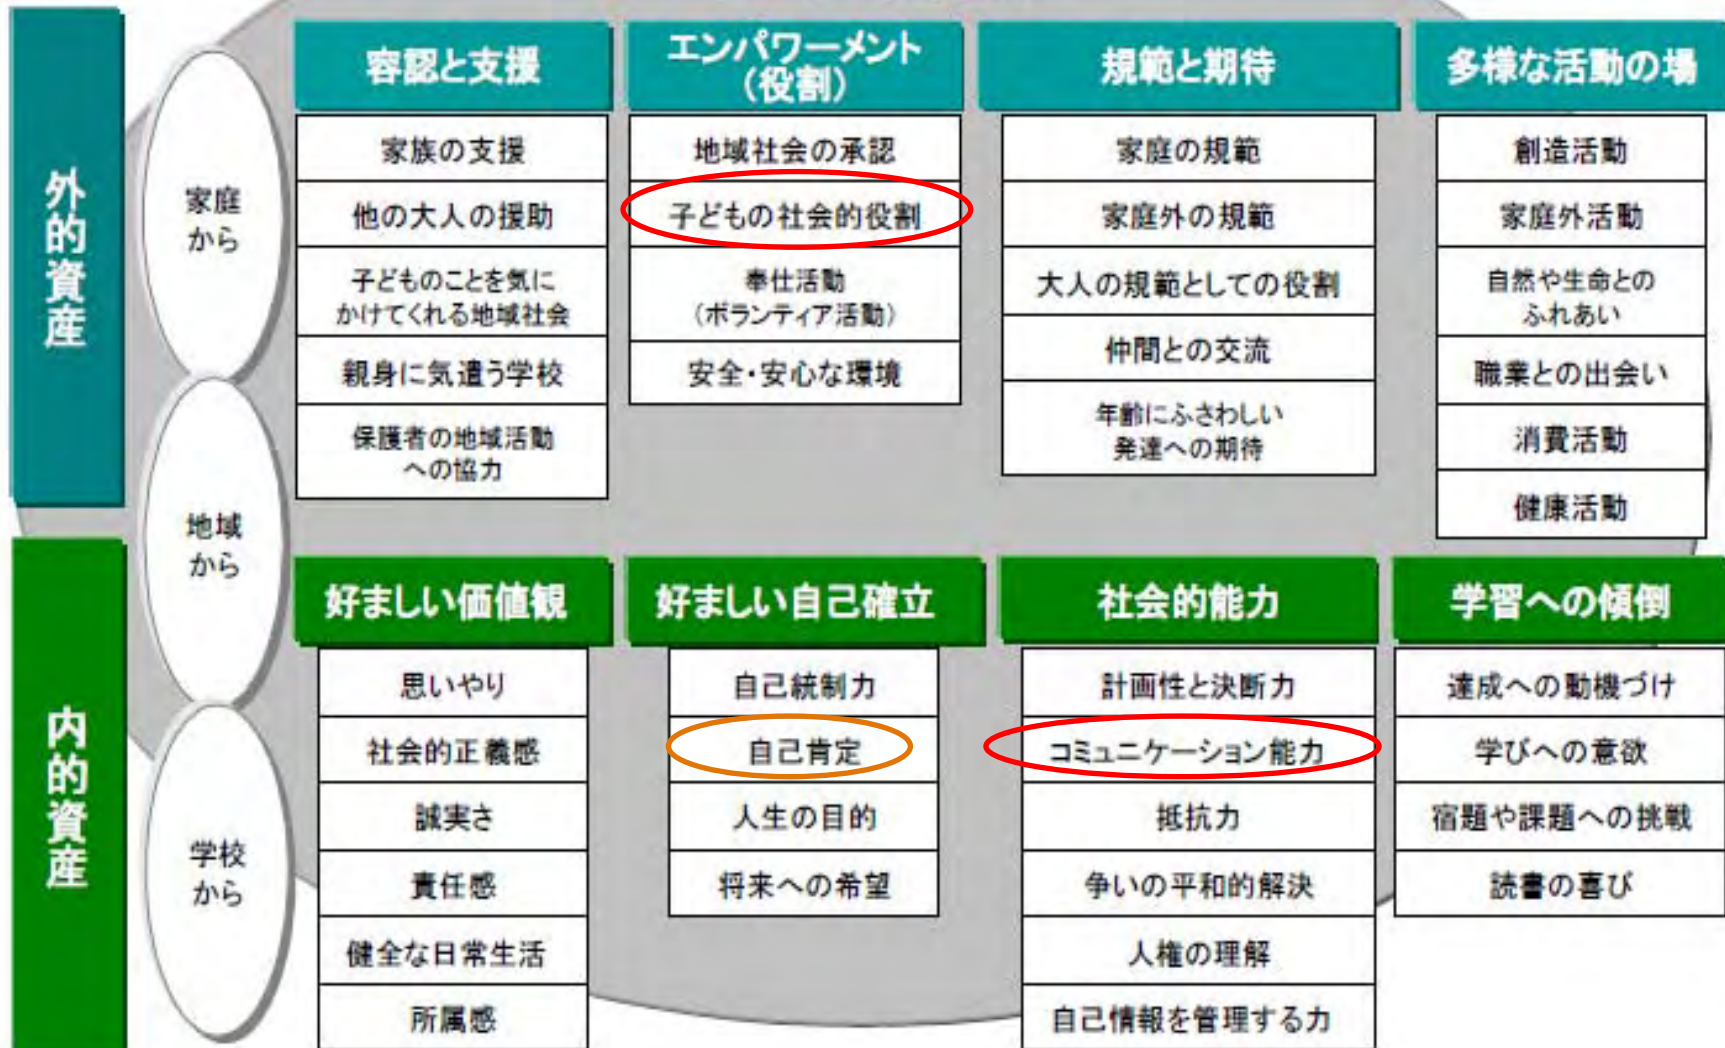 外的資産
家庭
から
地域
から
学校
から
容認と支援
家族の支援
他の大人の援助
子どものことを気に
かけてくれる地域社会
親身に気遣う学校
保護者の地域活動
への協力
エンパワーメント
(役割)
地域社会の承認
子どもの社会的役割
奉仕活動
(ボランティア活動)
安全・安心な環境
規範と期待
家庭の規範
家庭外の規範
大人の規範としての役割
仲間との交流
年齢にふさわしい
発達への期待
多様な活動の場
創造活動
家庭外活動
自然や生命との
ふれあい
職業との出会い
消費活動
健康活動
内的資産
好ましい価値観
思いやり
社会的正義感
誠実さ
責任感
健全な日常生活
所属感
好ましい自己確立
自己統制力
自己肯定
人生の目的
将来への希望
社会的能力
計画性と決断力
コミュニケーション能力
抵抗力
争いの平和的解決
人権の理解
自己情報を管理する力
学習への傾倒
達成への動機づけ
学びへの意欲
宿題や課題への挑戦
読書の喜び